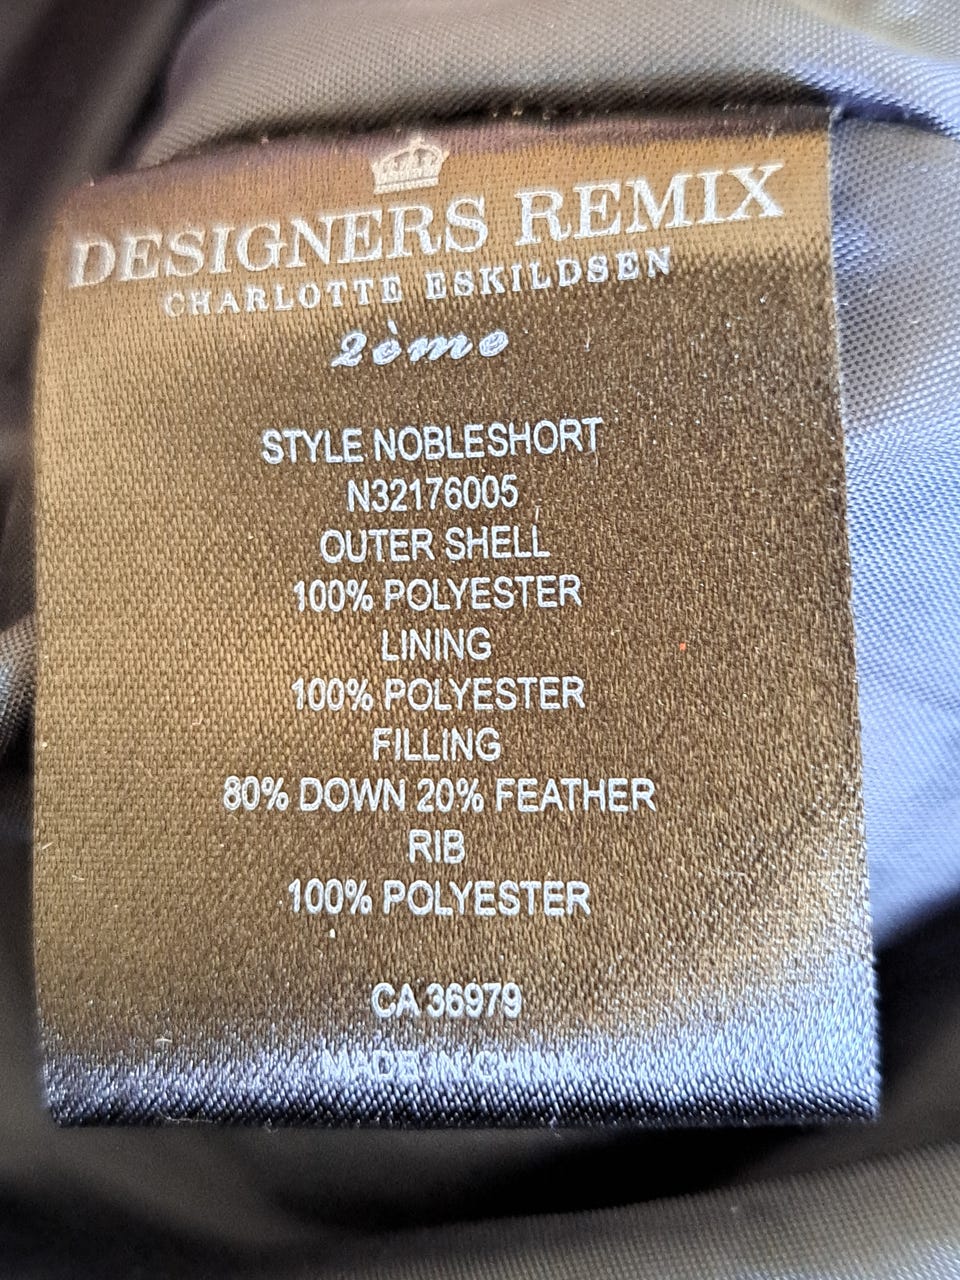 DESIGNERS REMIX
CHARLOTTE ESKILDSEN
2ème
STYLE NOBLESHORT
N32176005
OUTER SHELL
100% POLYESTER
LINING
100% POLYESTER
FILLING
80% DOWN 20% FEATHER
RIB
100% POLYESTER
CA 36979
MADE IN CHINA